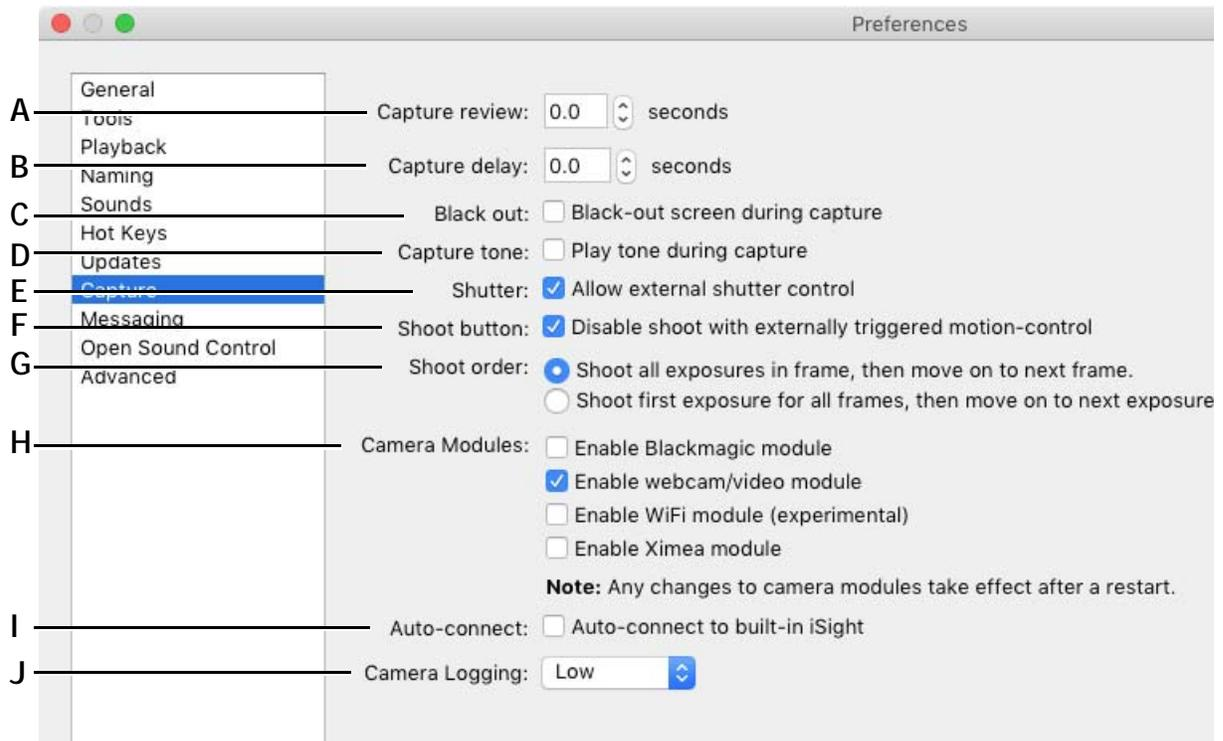 Preferences
General
Tools
Playback
Naming
Sounds
Hot Keys
Updates
Capture
Messaging
Open Sound Control
Advanced
A Capture review: 0.0 seconds
B Capture delay: 0.0 seconds
C Black out: Black-out screen during capture
D Capture tone: Play tone during capture
E Shutter: Allow external shutter control
F Shoot button: Disable shoot with externally triggered motion-control
G Shoot order: Shoot all exposures in frame, then move on to next frame.
Shoot first exposure for all frames, then move on to next exposure
H Camera Modules: Enable Blackmagic module
Enable webcam/video module
Enable WiFi module (experimental)
Enable Ximea module
Note: Any changes to camera modules take effect after a restart.
I Auto-connect: Auto-connect to built-in iSight
J Camera Logging: Low